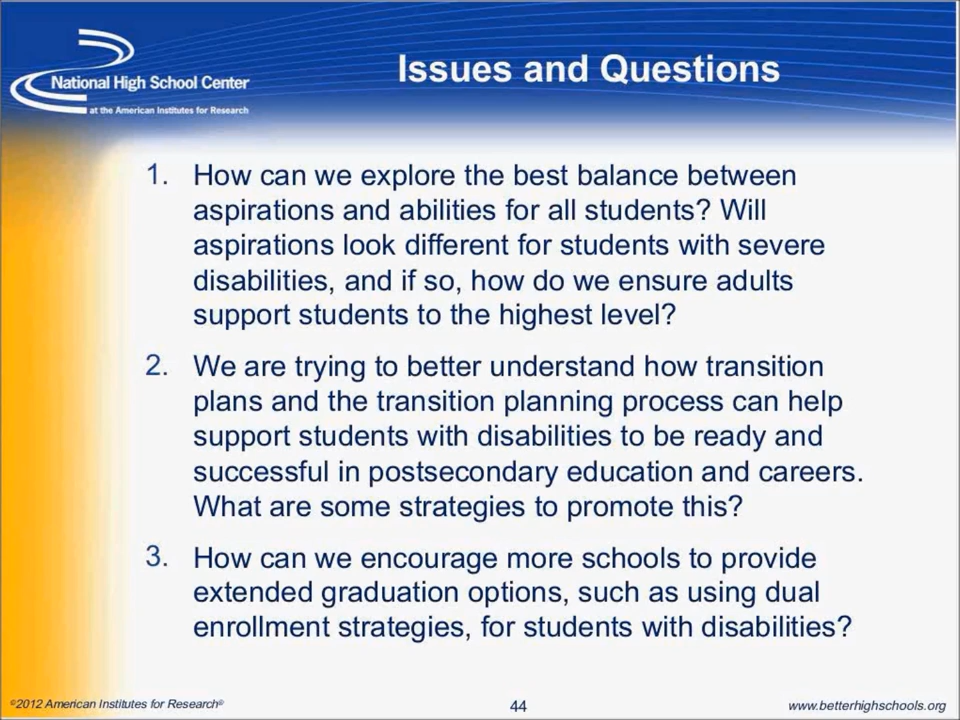 National High School Center
at the American Institutes for Research
Issues and Questions
1. How can we explore the best balance between
aspirations and abilities for all students? Will
aspirations look different for students with severe
disabilities, and if so, how do we ensure adults
support students to the highest level?
2. We are trying to better understand how transition
plans and the transition planning process can help
support students with disabilities to be ready and
successful in postsecondary education and careers.
What are some strategies to promote this?
3. How can we encourage more schools to provide
extended graduation options, such as using dual
enrollment strategies, for students with disabilities?
©2012 American Institutes for Research®
44
www.betterhighschools.org